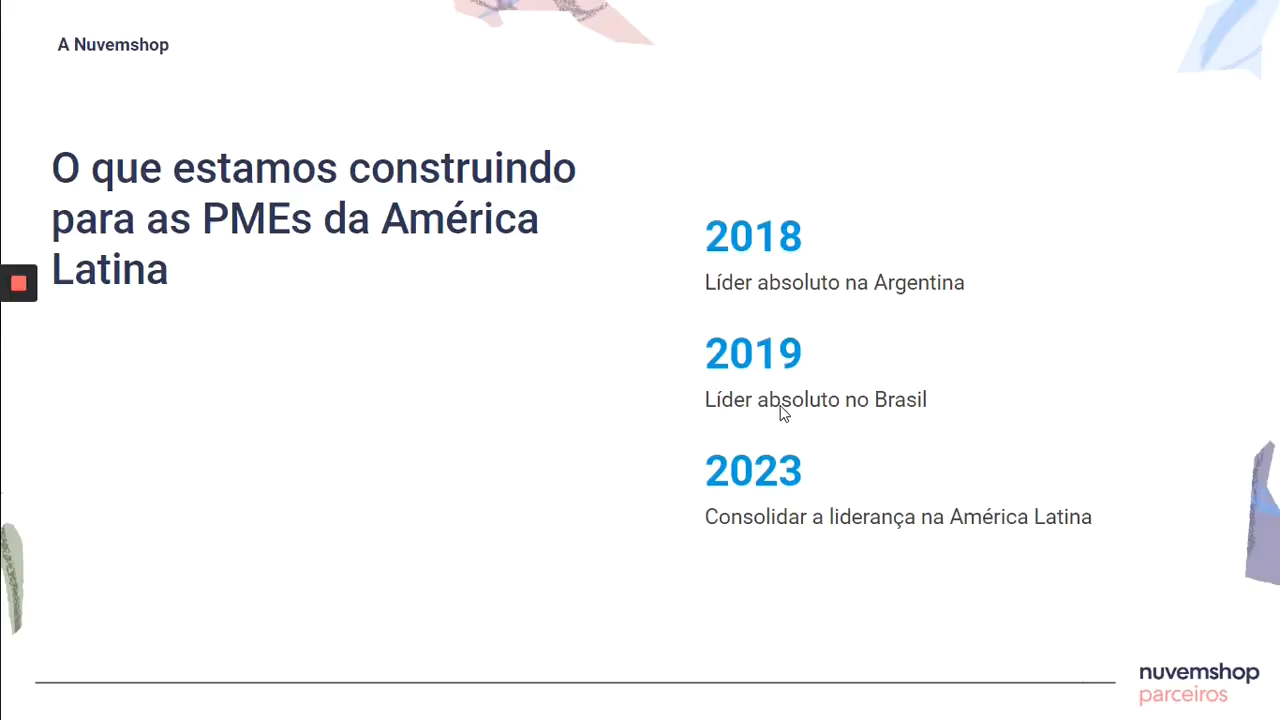 A Nuvemshop
O que estamos construindo
para as PMEs da América
Latina
2018
Líder absoluto na Argentina
2019
Líder absoluto no Brasil
2023
Consolidar a liderança na América Latina
nuvemshop
parceiros